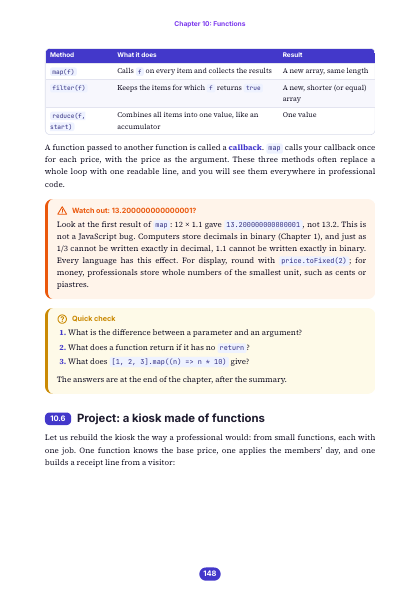 Chapter 10: Functions
Method What it does Result
map(f) Calls f on every item and collects the results A new array, same length
filter(f) Keeps the items for which f returns true A new, shorter (or equal)
array
reduce(f, Combines all items into one value, like an One value
start) accumulator
A function passed to another function is called a callback. map calls your callback once
for each price, with the price as the argument. These three methods often replace a
whole loop with one readable line, and you will see them everywhere in professional
code.
Watch out: 13.200000000000001?
Look at the first result of map: 12 × 1.1 gave 13.200000000000001, not 13.2. This is
not a JavaScript bug. Computers store decimals in binary (Chapter 1), and just as
1/3 cannot be written exactly in decimal, 1.1 cannot be written exactly in binary.
Every language has this effect. For display, round with price.toFixed(2); for
money, professionals store whole numbers of the smallest unit, such as cents or
piastres.
Quick check
1. What is the difference between a parameter and an argument?
2. What does a function return if it has no return?
3. What does [1, 2, 3].map((n) => n * 10) give?
The answers are at the end of the chapter, after the summary.
10.6 Project: a kiosk made of functions
Let us rebuild the kiosk the way a professional would: from small functions, each with
one job. One function knows the base price, one applies the members' day, and one
builds a receipt line from a visitor:
148